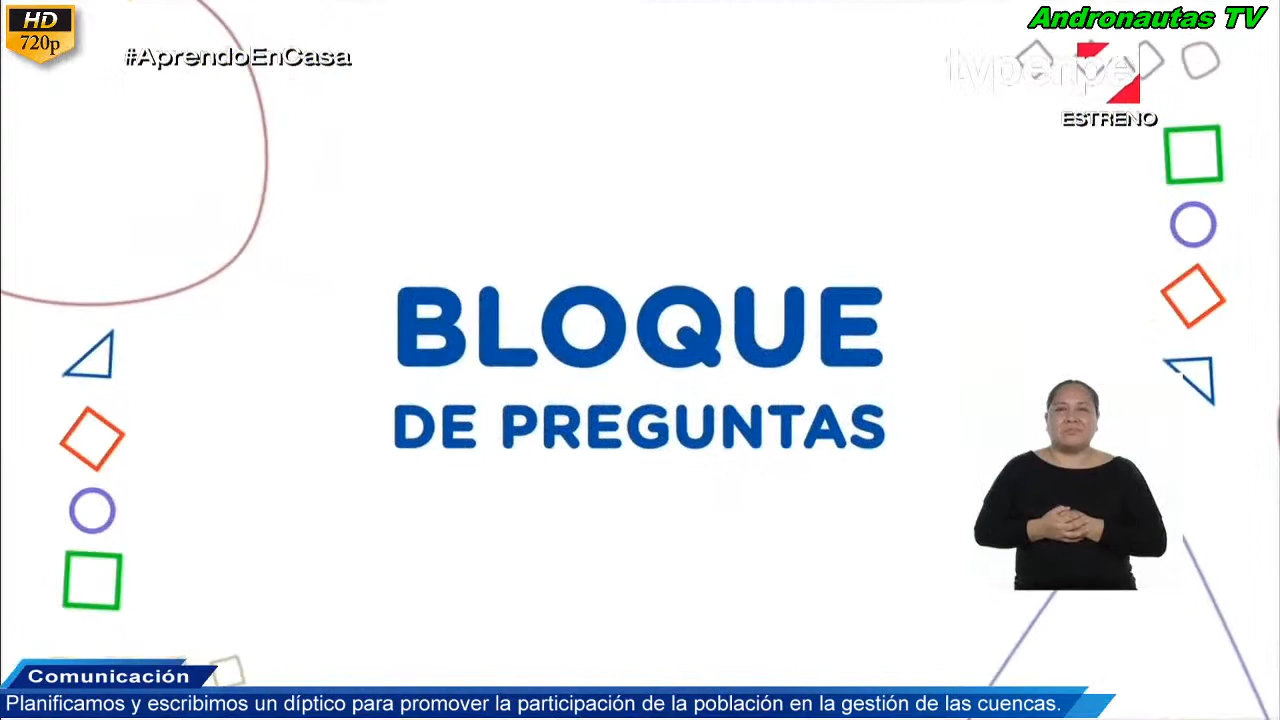 HD
720p
#AprendoEnCasa
Andronautas TV
tvperupe
ESTRENO
BLOQUE
DE PREGUNTAS
Comunicación
Planificamos y escribimos un díptico para promover la participación de la población en la gestión de las cuencas.